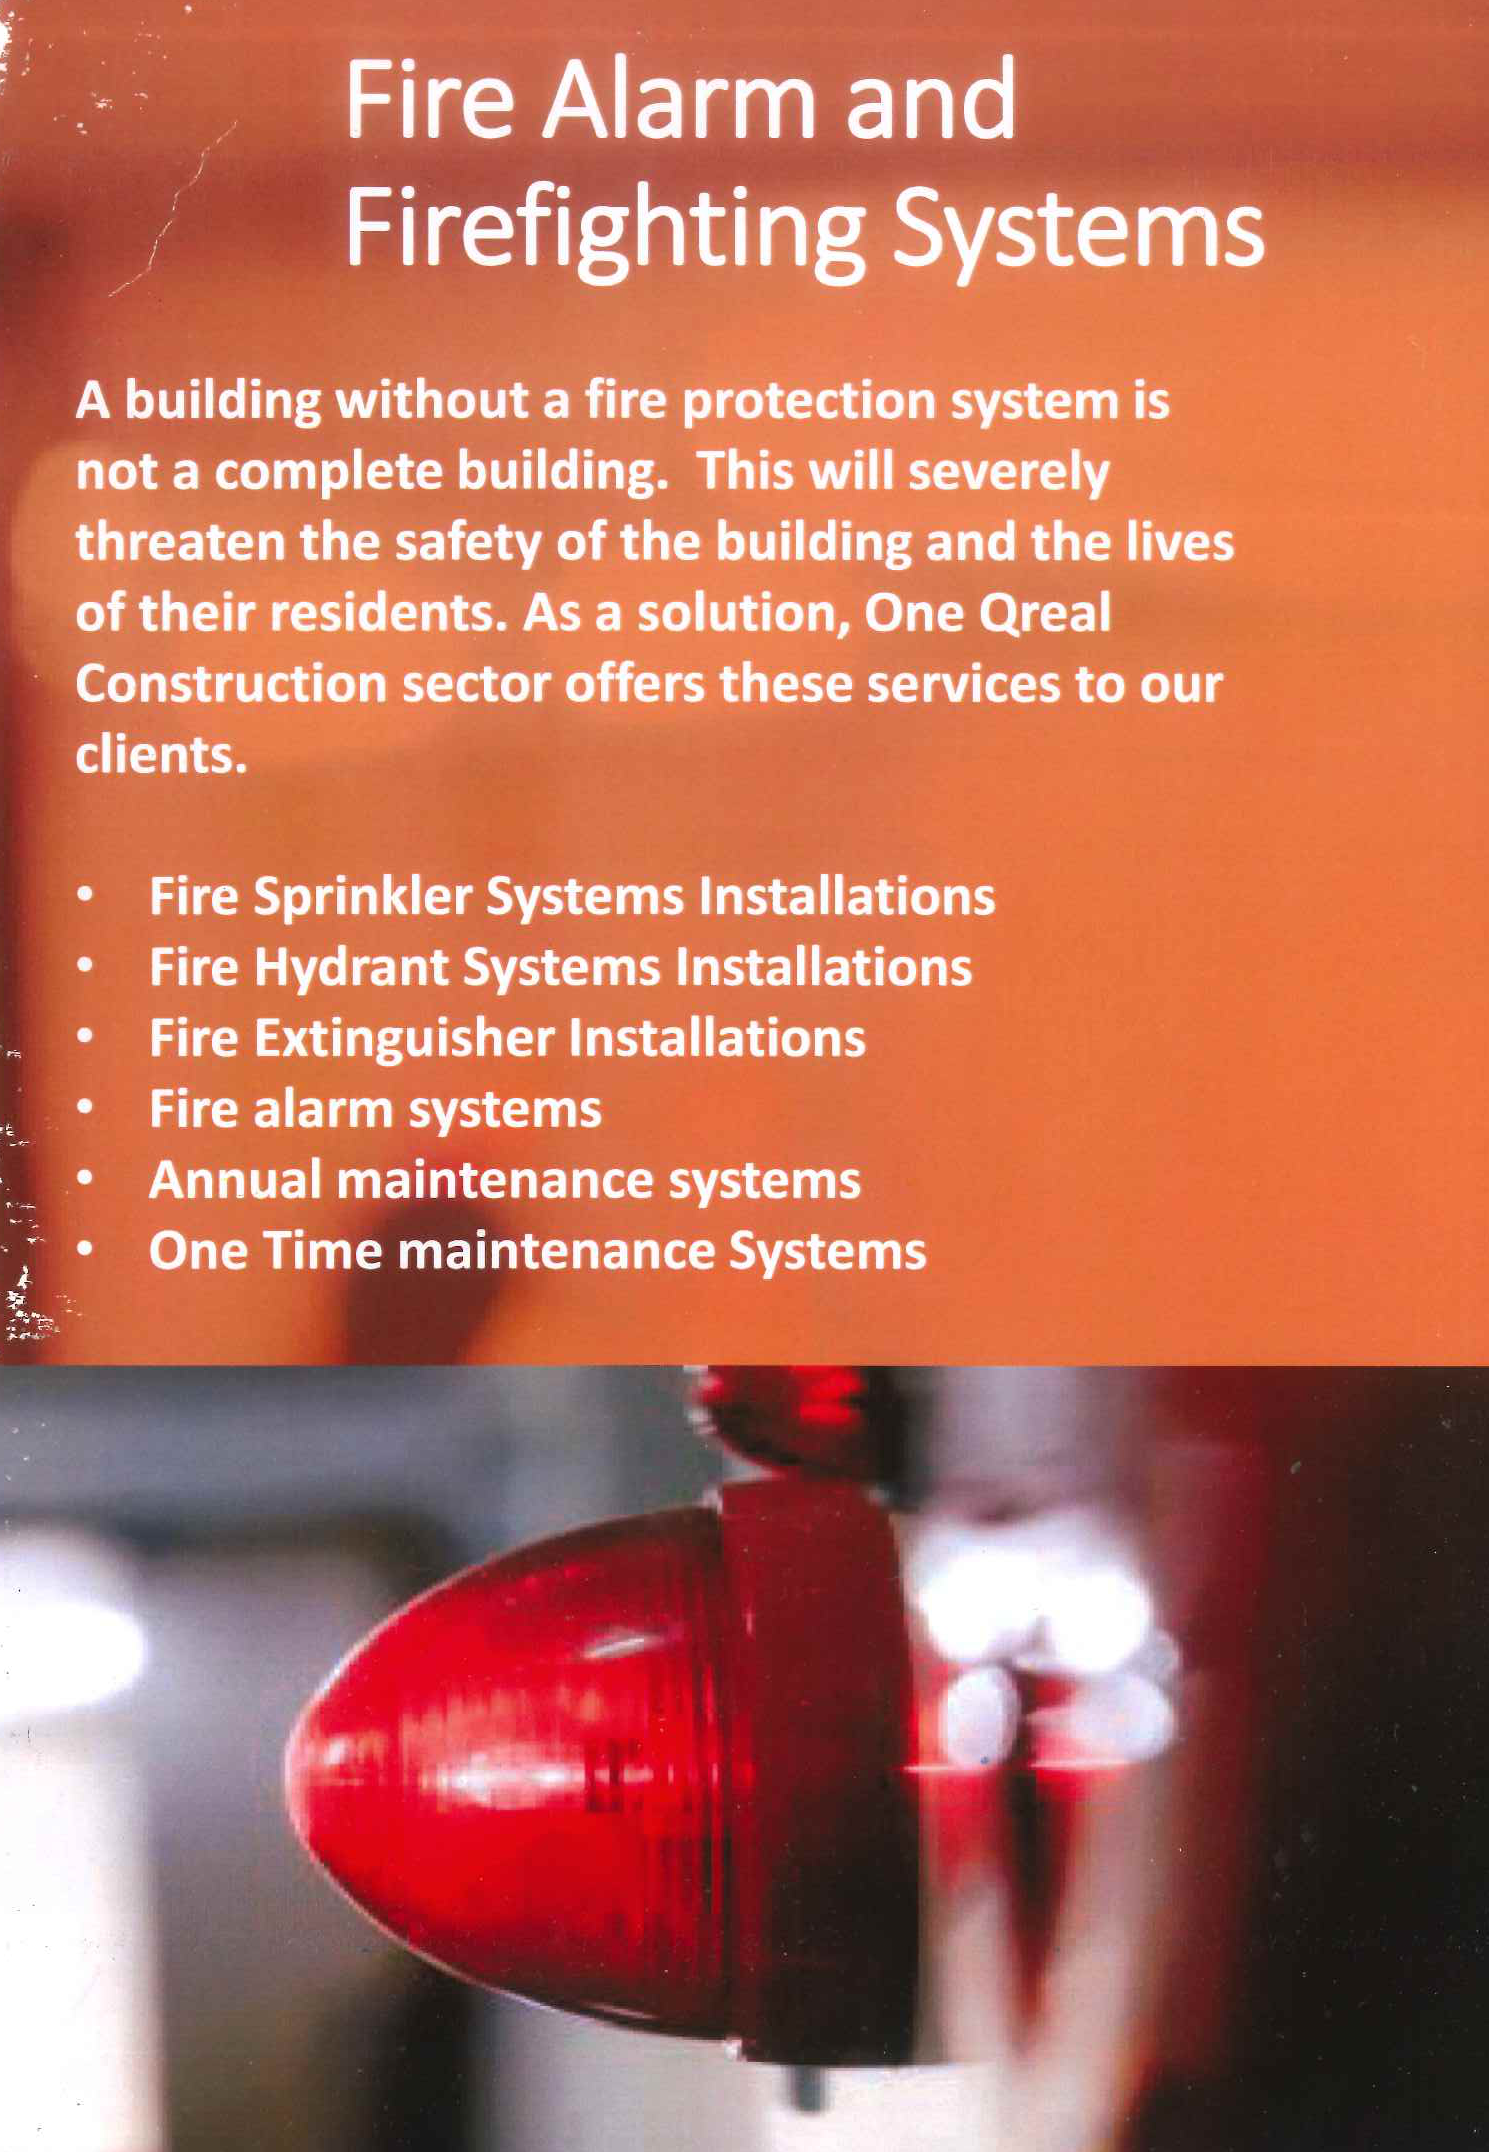 Fire Alarm and
Firefighting Systems
A building without a fire protection system is
not a complete building.  This will severely
threaten the safety of the building and the lives
of their residents. As a solution, One Qreal
Construction sector offers these services to our
clients.
• Fire Sprinkler Systems Installations
• Fire Hydrant Systems Installations
• Fire Extinguisher Installations
• Fire alarm systems
• Annual maintenance systems
• One Time maintenance Systems